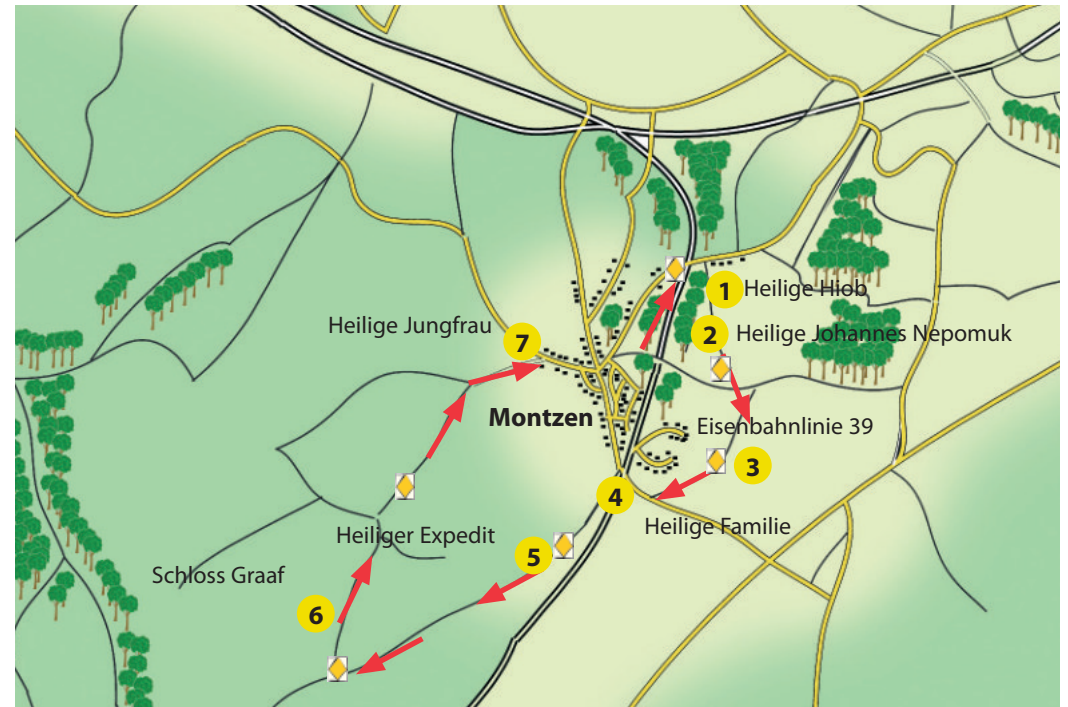 1 Heilige Hiob
2 Heilige Johannes Nepomuk
Heilige Jungfrau 7
Montzen
Eisenbahnlinie 39
3
4
Heilige Familie
Heiliger Expedit 5
Schloss Graaf
6